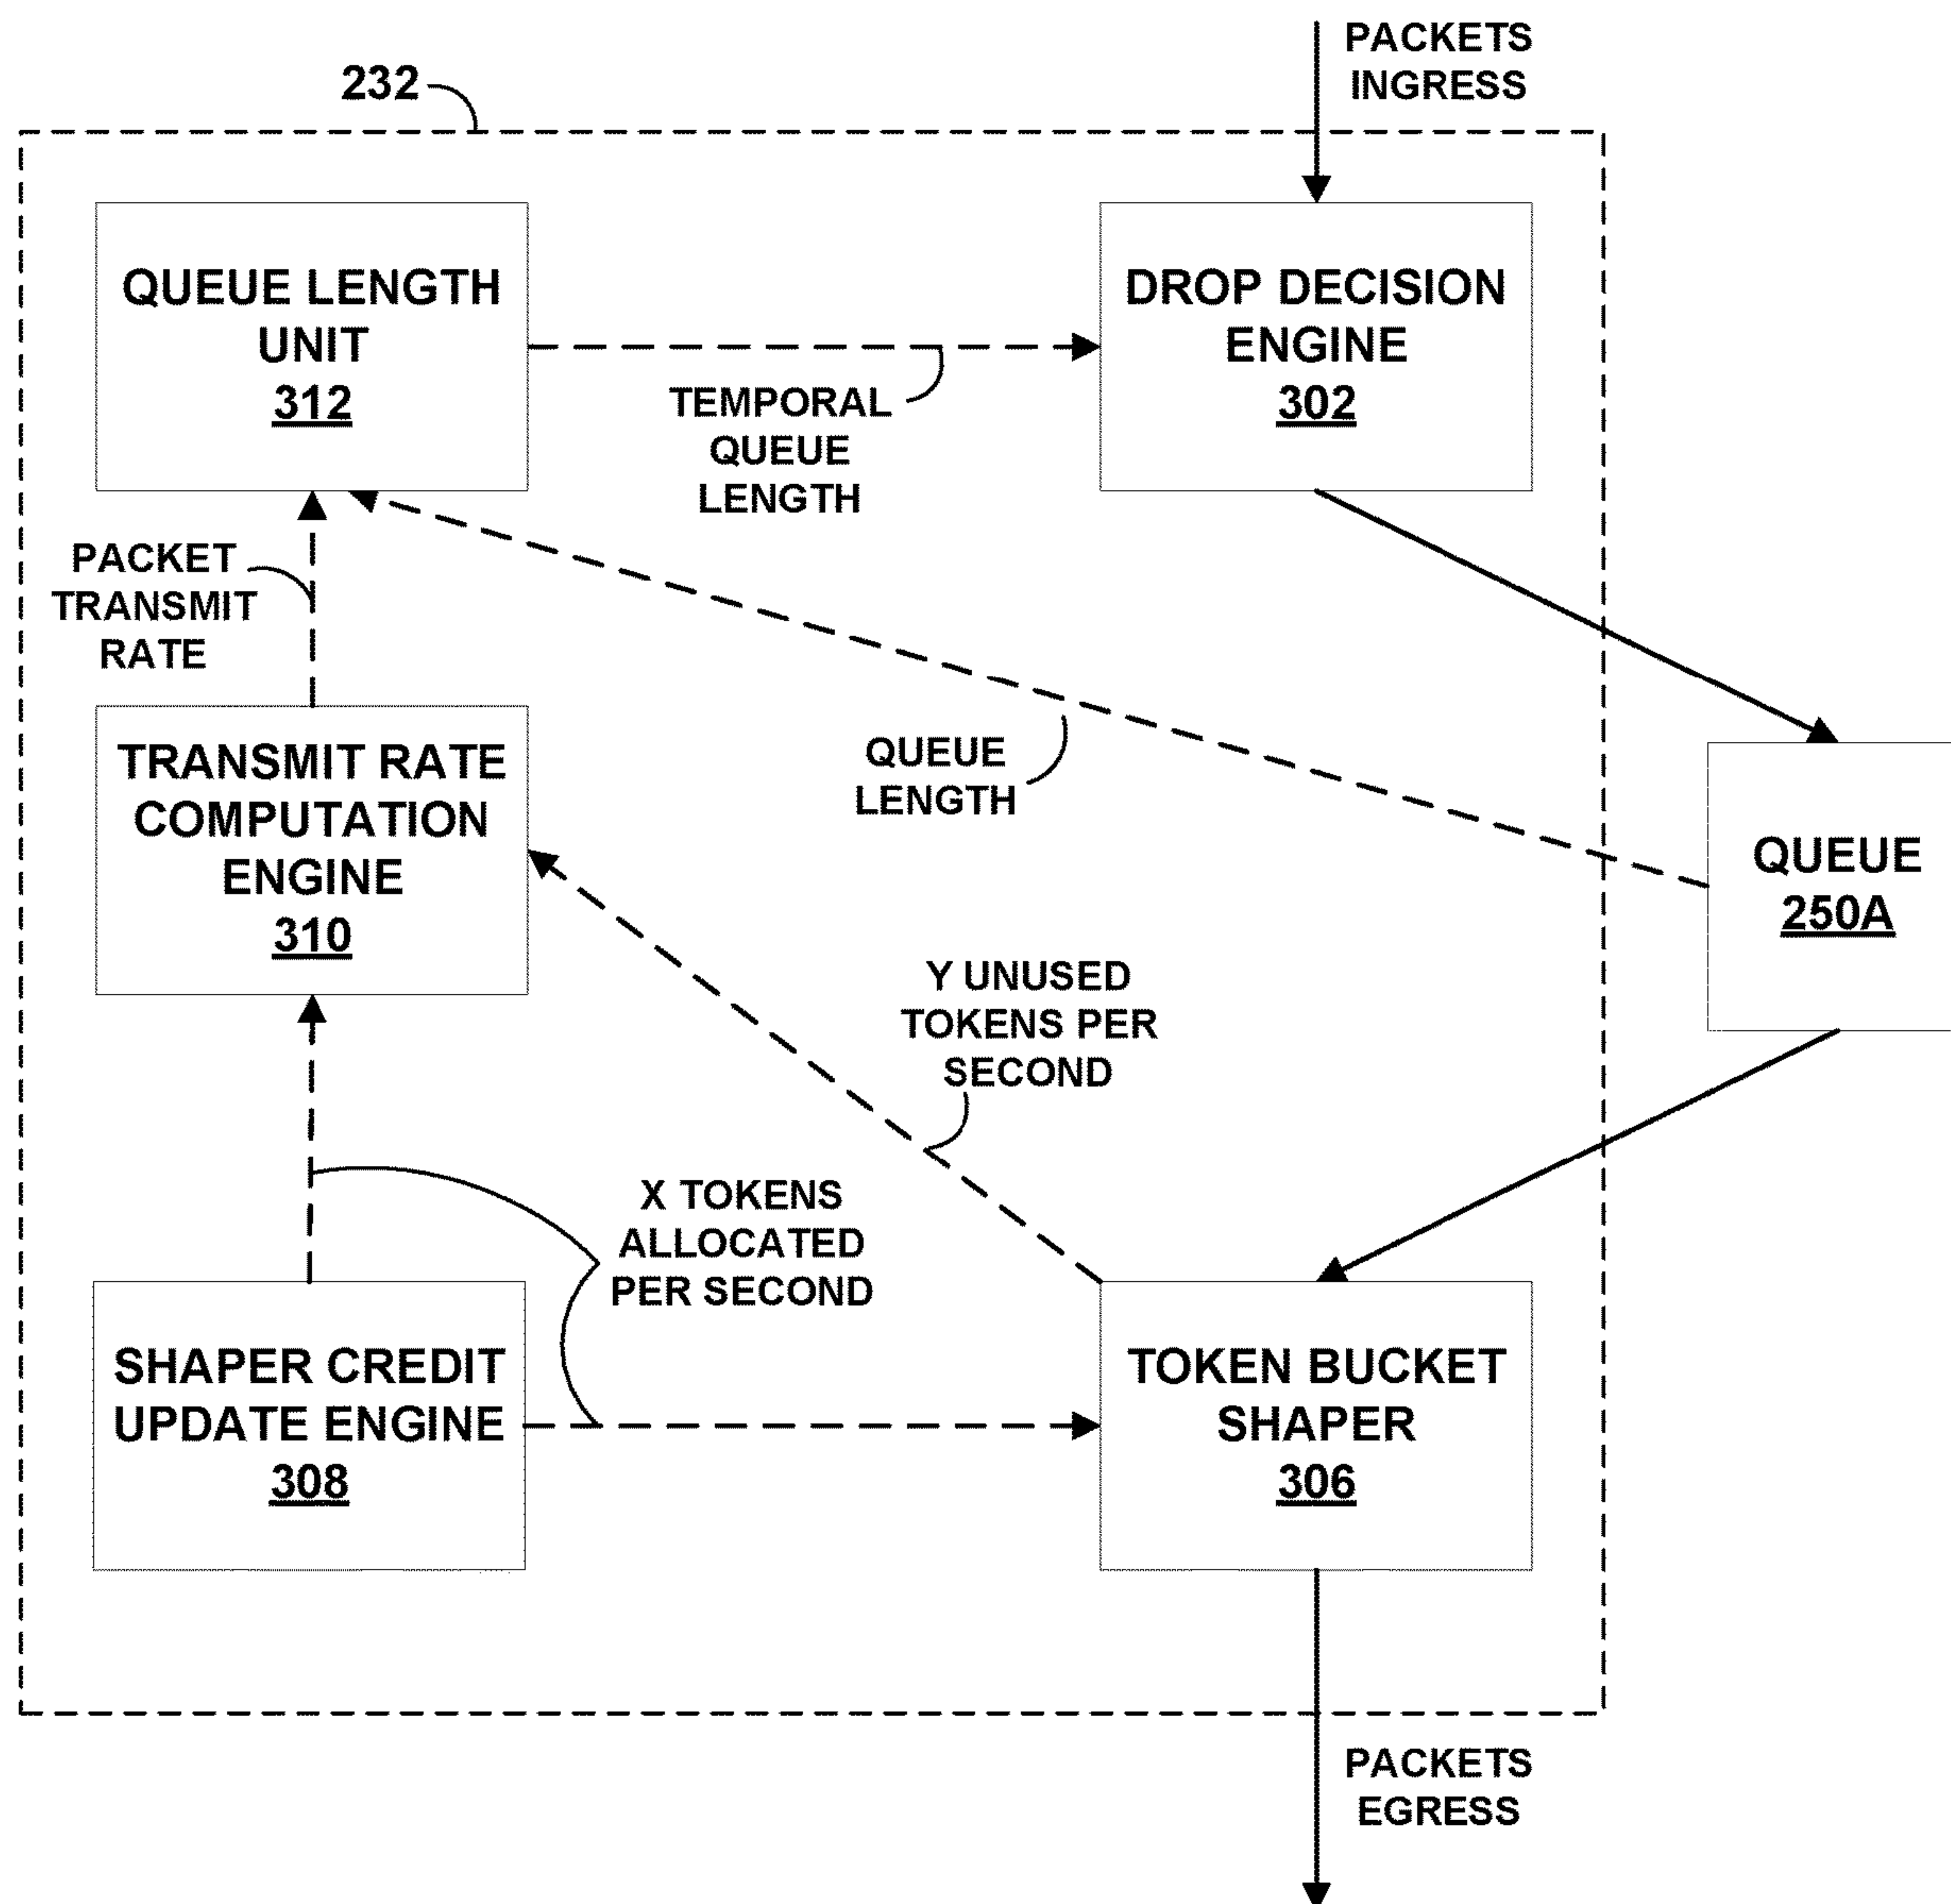 PACKETS
INGRESS
232
QUEUE LENGTH
UNIT
312
DROP DECISION
ENGINE
302
TEMPORAL
QUEUE
LENGTH
PACKET
TRANSMIT
RATE
QUEUE
LENGTH
TRANSMIT RATE
COMPUTATION
ENGINE
310
QUEUE
250A
Y UNUSED
TOKENS PER
SECOND
X TOKENS
ALLOCATED
PER SECOND
SHAPER CREDIT
UPDATE ENGINE
308
TOKEN BUCKET
SHAPER
306
PACKETS
EGRESS